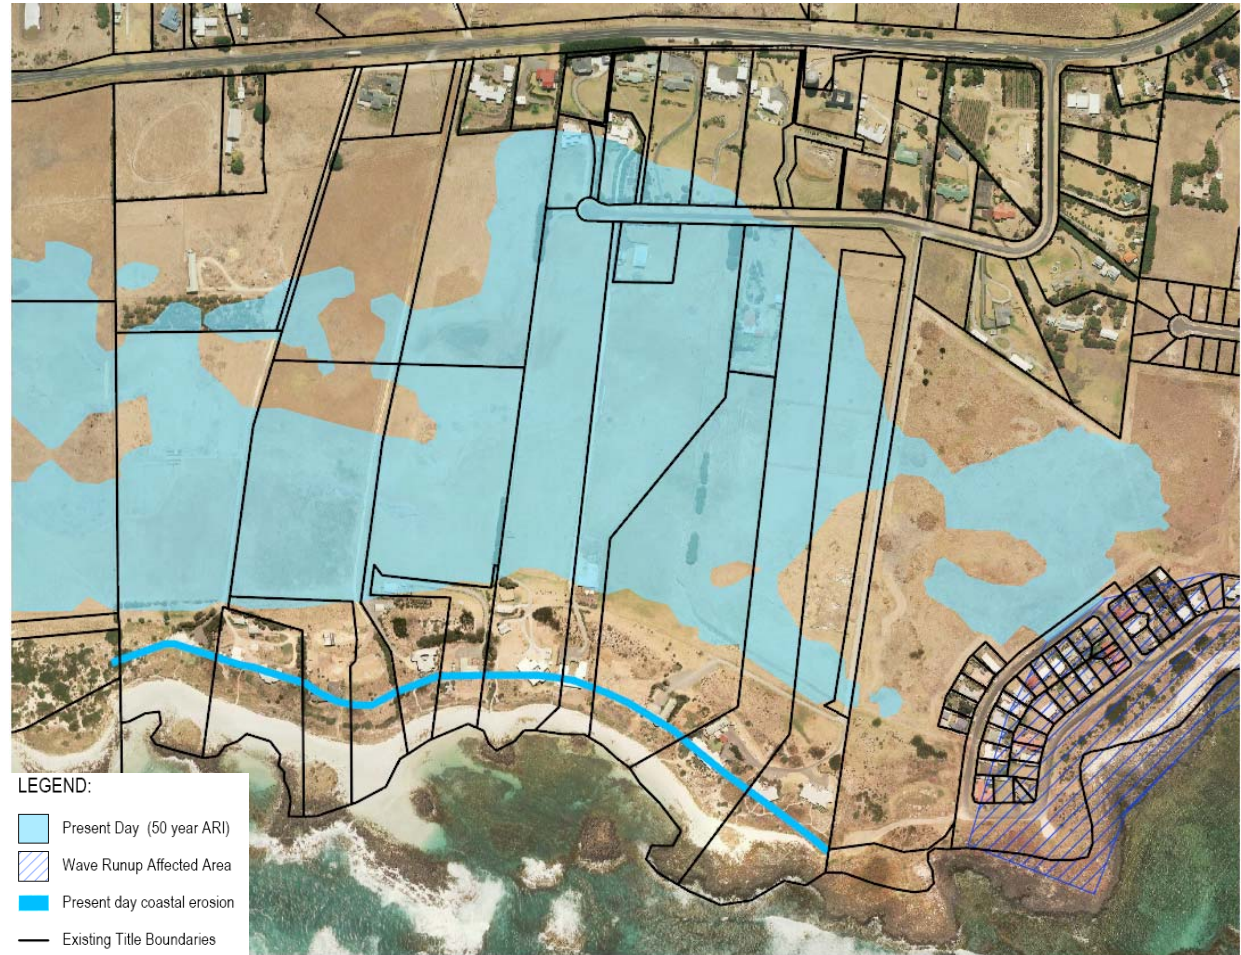 LEGEND:
Present Day (50 year ARI)
Wave Runup Affected Area
Present day coastal erosion
Existing Title Boundaries